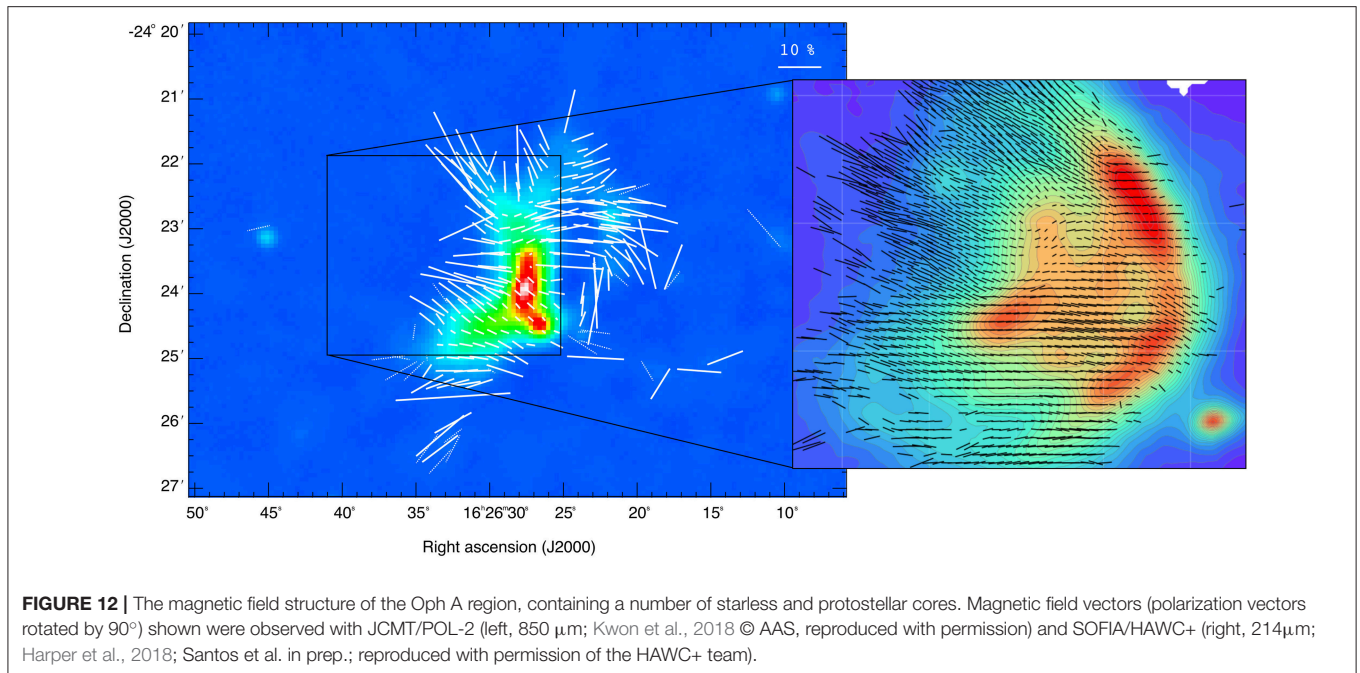 -24° 20'
10 %
21'
22'
23'
24'
25'
26'
27'
Declination (J2000)
50ˢ 45ˢ 40ˢ 35ˢ 16ʰ26ᵐ30ˢ 25ˢ 20ˢ 15ˢ 10ˢ
Right ascension (J2000)
FIGURE 12 | The magnetic field structure of the Oph A region, containing a number of starless and protostellar cores. Magnetic field vectors (polarization vectors
rotated by 90°) shown were observed with JCMT/POL-2 (left, 850 μm; Kwon et al., 2018 © AAS, reproduced with permission) and SOFIA/HAWC+ (right, 214μm;
Harper et al., 2018; Santos et al. in prep.; reproduced with permission of the HAWC+ team).